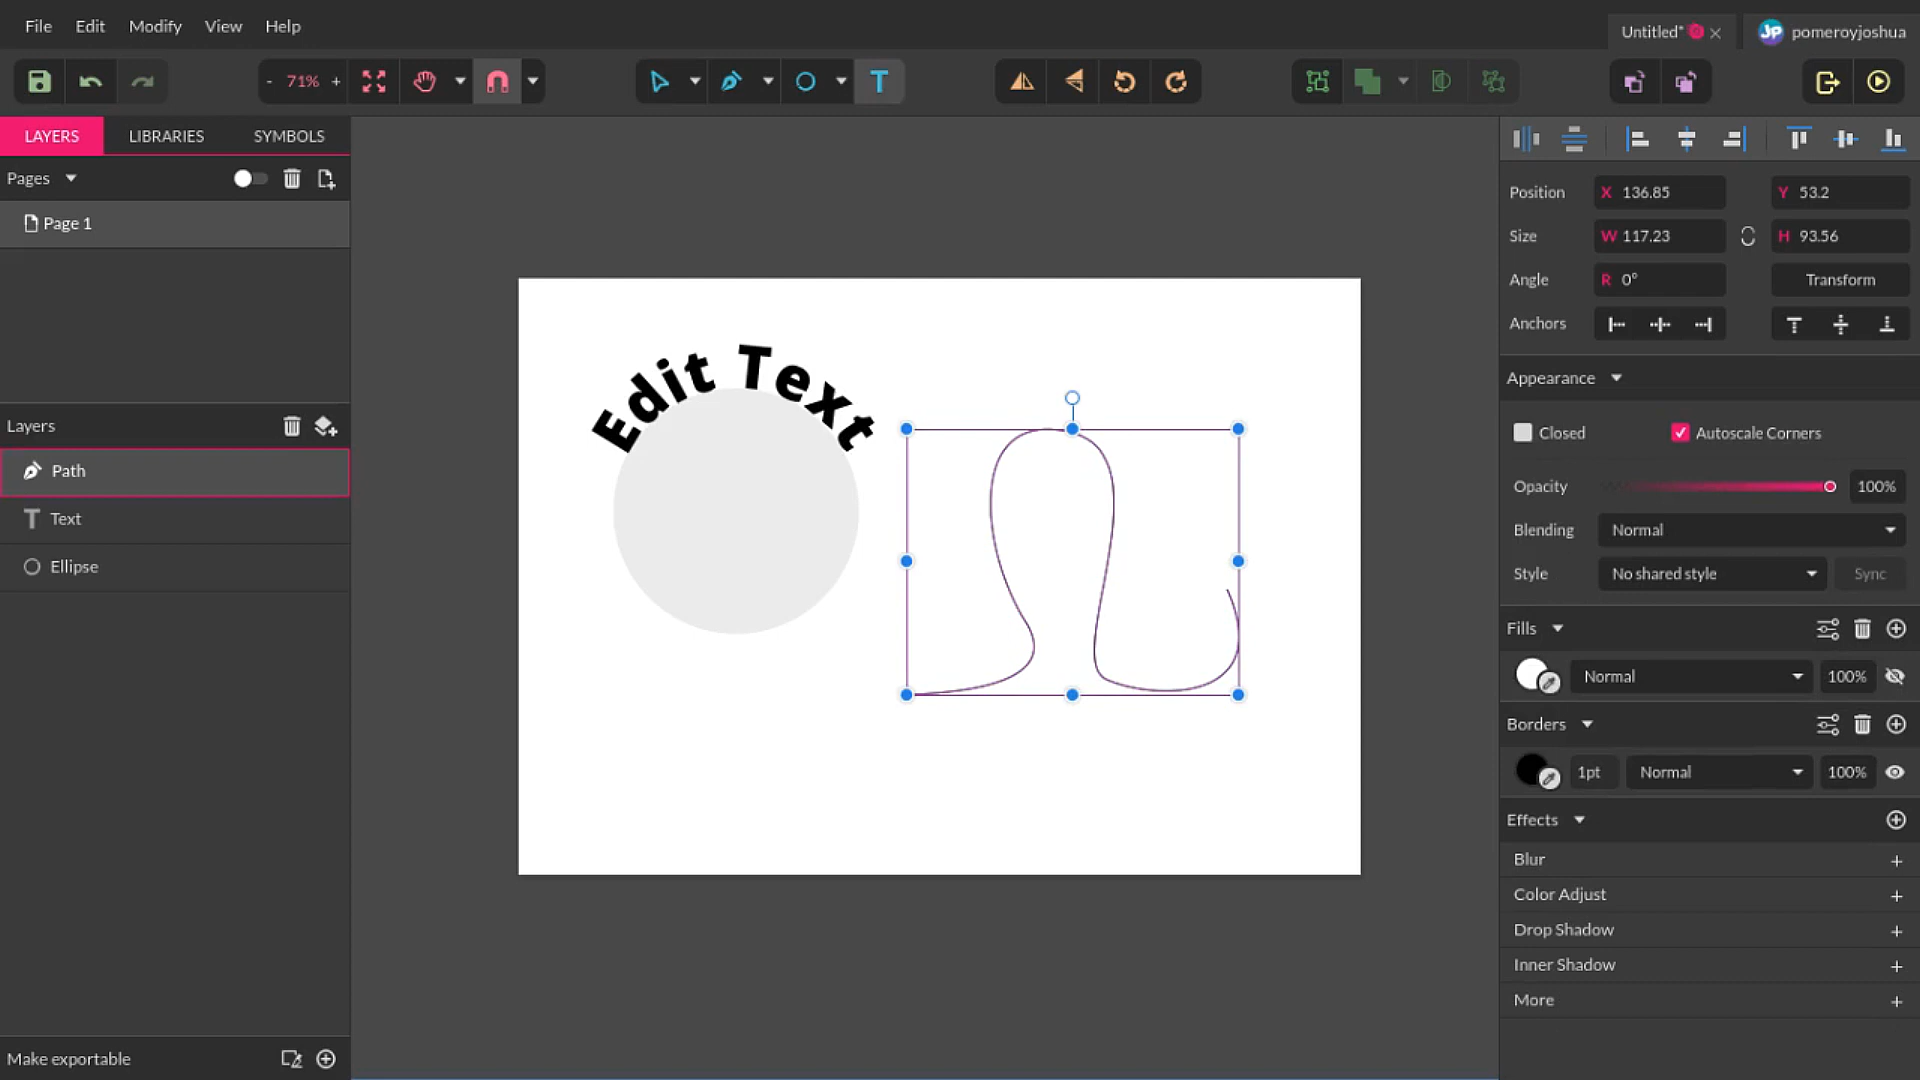 File Edit Modify View Help
Untitled* JP pomeroyjoshua
- 71% + T
LAYERS LIBRARIES SYMBOLS
Pages
Page 1
Layers
Path
T Text
Ellipse
Make exportable
Edit Text
Position X 136.85 Y 53.2
Size W 117.23 H 93.56
Angle R 0° Transform
Anchors
Appearance
Closed Autoscale Corners
Opacity 100%
Blending Normal
Style No shared style Sync
Fills
Normal 100%
Borders
1pt Normal 100%
Effects
Blur +
Color Adjust +
Drop Shadow +
Inner Shadow +
More +